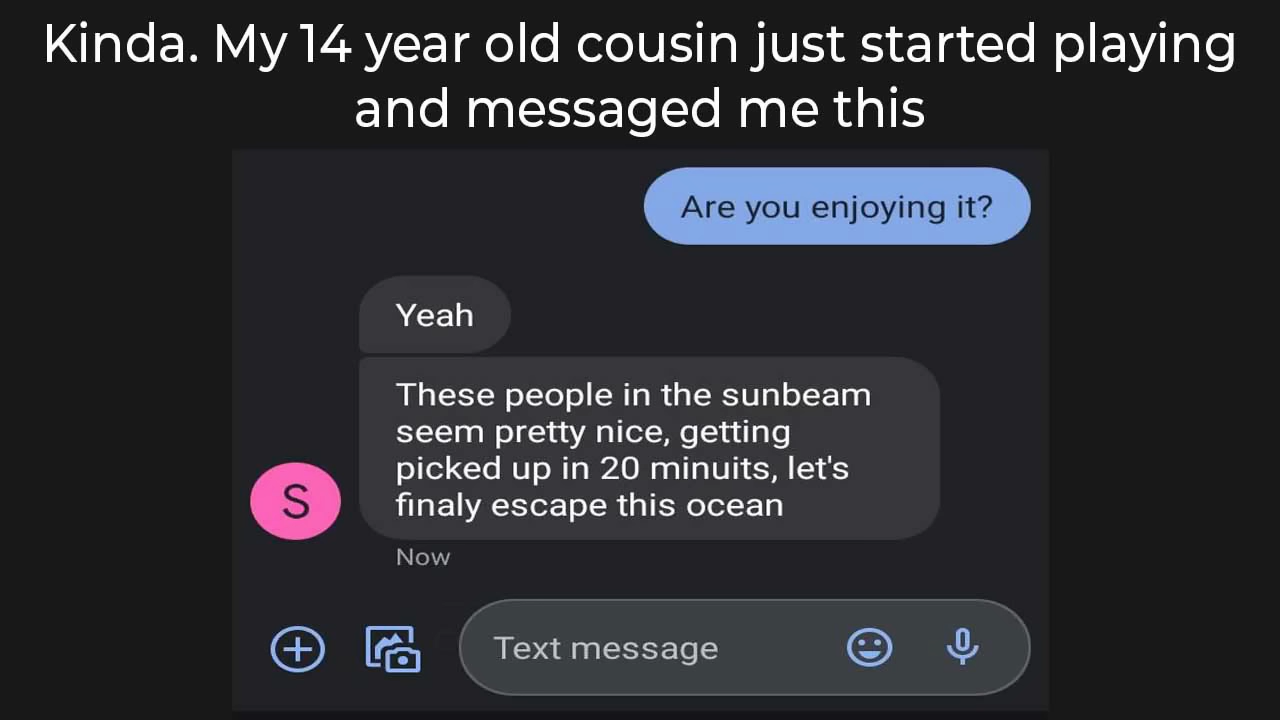 Kinda. My 14 year old cousin just started playing
and messaged me this
Are you enjoying it?
Yeah
These people in the sunbeam
seem pretty nice, getting
picked up in 20 minuits, let's
finaly escape this ocean
S
Now
Text message